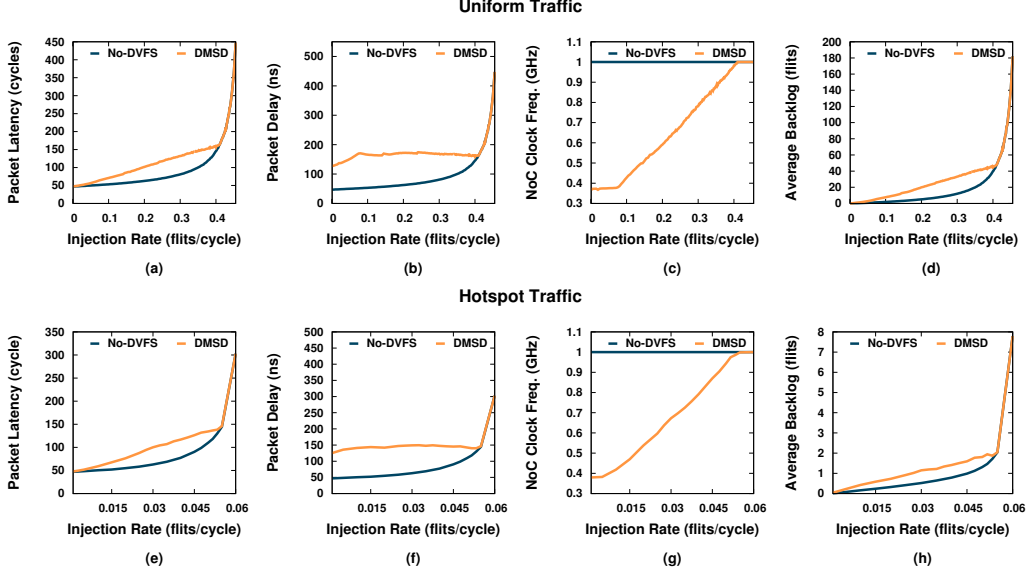 Uniform Traffic
Packet Latency (cycles)
450
400
350
300
250
200
150
100
50
0
No-DVFS
DMSD
0
0.1
0.2
0.3
0.4
Injection Rate (flits/cycle)
(a)
Packet Delay (ns)
500
400
300
200
100
0
No-DVFS
DMSD
0
0.1
0.2
0.3
0.4
Injection Rate (flits/cycle)
(b)
NoC Clock Freq. (GHz)
1.1
1
0.9
0.8
0.7
0.6
0.5
0.4
0.3
No-DVFS
DMSD
0
0.1
0.2
0.3
0.4
Injection Rate (flits/cycle)
(c)
Average Backlog (flits)
200
180
160
140
120
100
80
60
40
20
0
No-DVFS
DMSD
0
0.1
0.2
0.3
0.4
Injection Rate (flits/cycle)
(d)
Hotspot Traffic
Packet Latency (cycle)
350
300
250
200
150
100
50
0
No-DVFS
DMSD
0.015
0.03
0.045
0.06
Injection Rate (flits/cycle)
(e)
Packet Delay (ns)
500
450
400
350
300
250
200
150
100
50
0
No-DVFS
DMSD
0.015
0.03
0.045
0.06
Injection Rate (flits/cycle)
(f)
NoC Clock Freq. (GHz)
1.1
1
0.9
0.8
0.7
0.6
0.5
0.4
0.3
No-DVFS
DMSD
0.015
0.03
0.045
0.06
Injection Rate (flits/cycle)
(g)
Average Backlog (flits)
8
7
6
5
4
3
2
1
0
No-DVFS
DMSD
0.015
0.03
0.045
0.06
Injection Rate (flits/cycle)
(h)